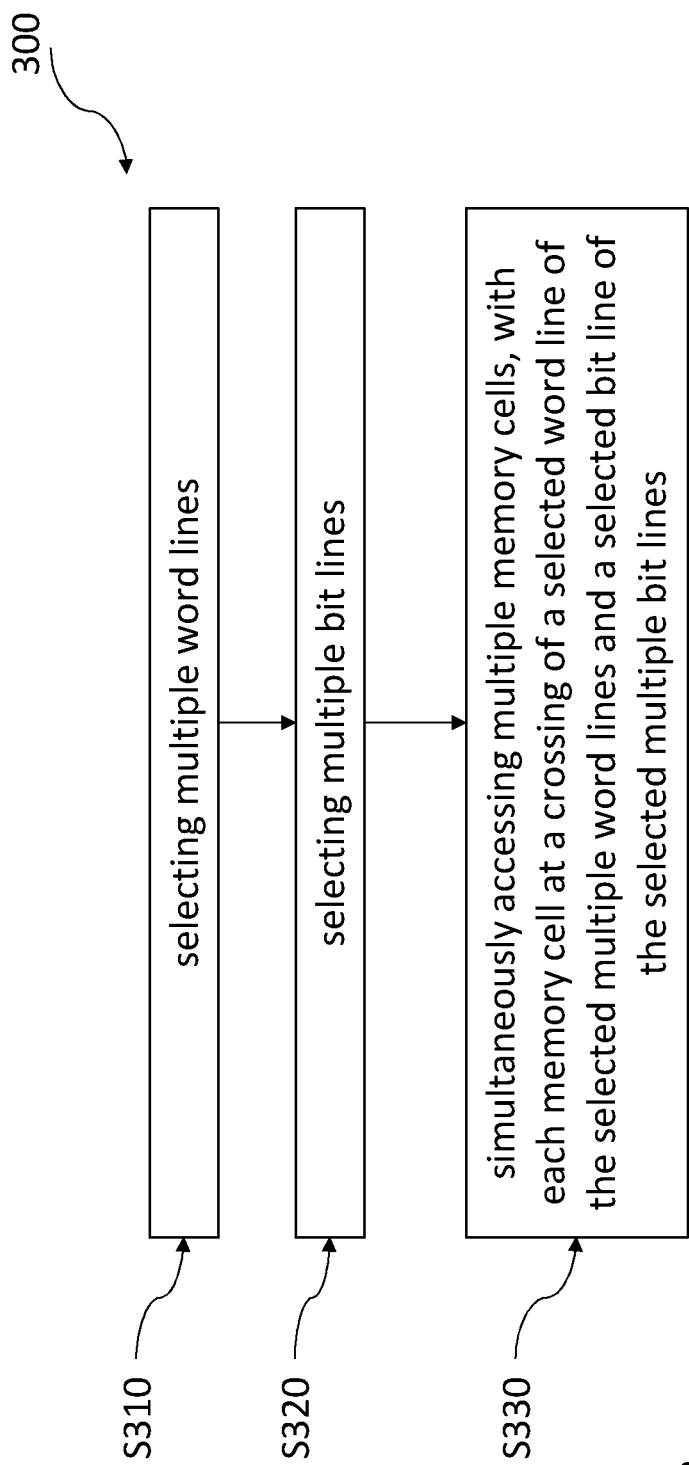 300
S310
selecting multiple word lines
S320
selecting multiple bit lines
S330
simultaneously accessing multiple memory cells, with
each memory cell at a crossing of a selected word line of
the selected multiple word lines and a selected bit line of
the selected multiple bit lines